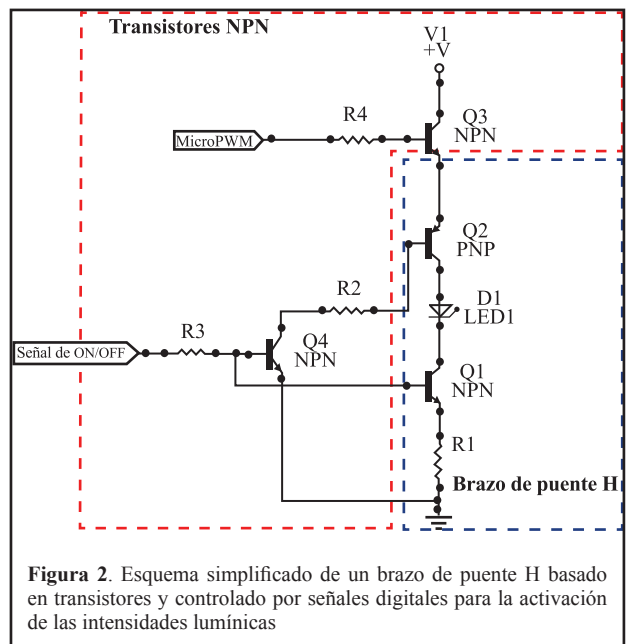 Transistores NPN
V1
+V
R4
Q3
NPN
MicroPWM
Q2
PNP
R2
D1
LED1
R3
Q4
NPN
Señal de ON/OFF
Q1
NPN
R1
Brazo de puente H
Figura 2. Esquema simplificado de un brazo de puente H basado
en transistores y controlado por señales digitales para la activación
de las intensidades lumínicas